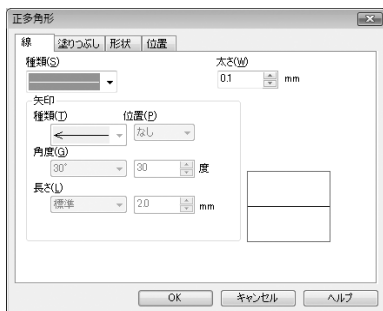 正多角形
線 塗りつぶし 形状 位置
種類(S) 太さ(W)
0.1 mm
矢印
種類(T) 位置(P)
なし
角度(G)
30° 30 度
長さ(L)
標準 2.0 mm
OK キャンセル ヘルプ